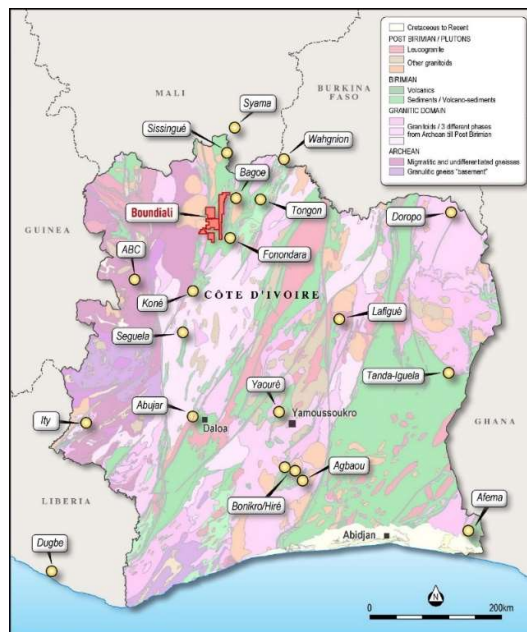 Cretaceous to Recent
POST BIRIMIAN / PLUTONS
Leucogranite
Other granitoids
BIRIMIAN
Volcanics
Sediments / Volcano-sediments
GRANITIC DOMAIN
Granitoids / 3 different phases
from Archean till Post Birimian
ARCHEAN
Migmatitic and undifferentiated gneisses
Granulitic gneiss "basement"
MALI
BURKINA
FASO
Syama
Sissingué
Wahgnion
Bagoe
Boundiali
Tongon
Doropo
GUINEA
Fonondara
ABC
Koné
CÔTE D'IVOIRE
Lafigué
Seguela
Tanda-Iguela
Yaouré
Abujar
Yamoussoukro
Ity
Daloa
GHANA
Agbaou
Bonikro/Hiré
LIBERIA
Afema
Abidjan
Dugbe
N
0 200km